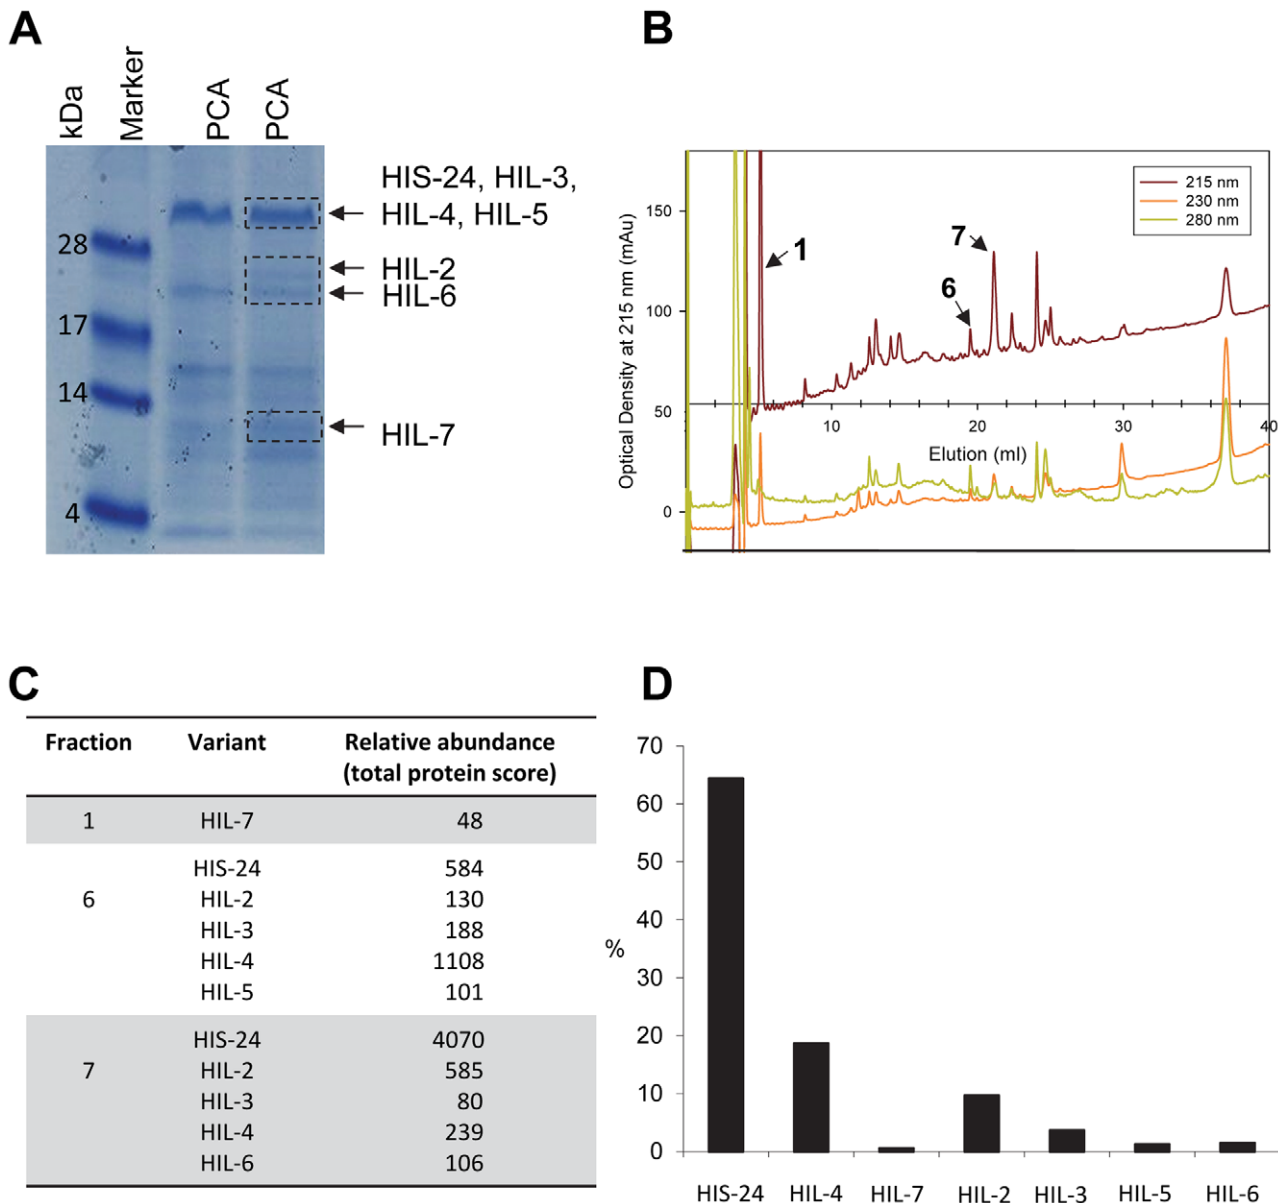 A
kDa
Marker
PCA
PCA
28
17
14
4
HIS-24, HIL-3,
HIL-4, HIL-5
HIL-2
HIL-6
HIL-7
B
Optical Density at 215 nm (mAu)
150
100
50
0
10
20
30
40
Elution (ml)
1
7
6
215 nm
230 nm
280 nm
C
Fraction Variant Relative abundance
(total protein score)
1 HIL-7 48
HIS-24 584
6 HIL-2 130
HIL-3 188
HIL-4 1108
HIL-5 101
HIS-24 4070
7 HIL-2 585
HIL-3 80
HIL-4 239
HIL-6 106
D
%
70
60
50
40
30
20
10
0
HIS-24 HIL-4 HIL-7 HIL-2 HIL-3 HIL-5 HIL-6